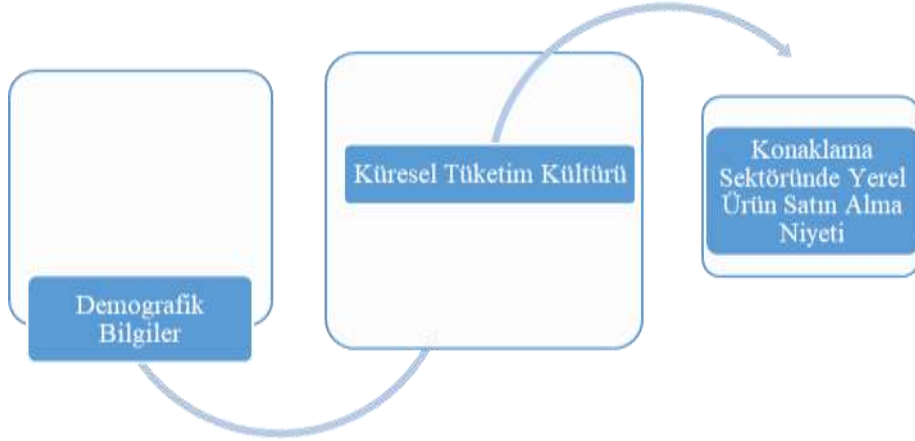 Demografik
Bilgiler
Küresel Tüketim Kültürü
Konaklama
Sektöründe Yerel
Ürün Satın Alma
Niyeti